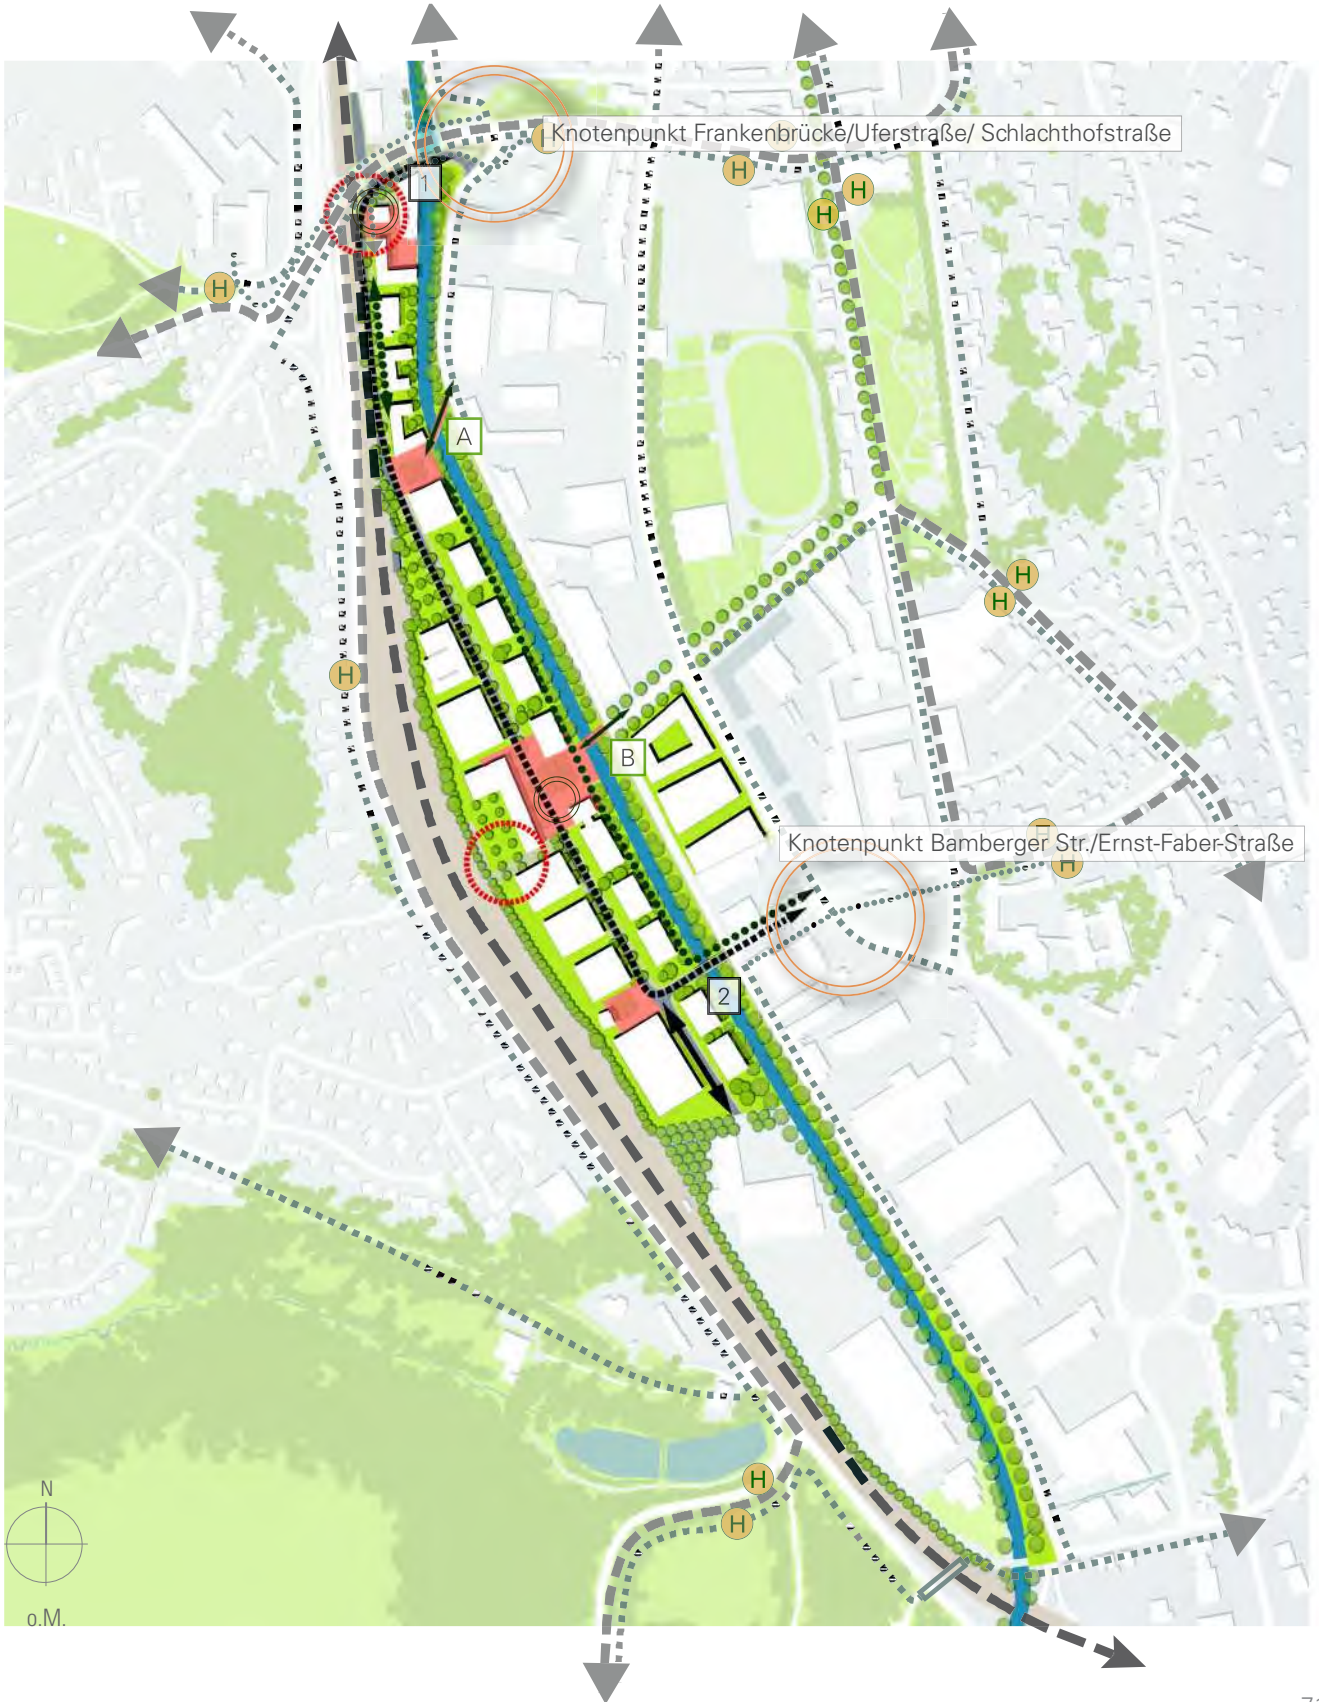 Knotenpunkt Frankenbrücke/Uferstraße/ Schlachthofstraße
H
1
H
H
H
H
A
H
H
H
B
Knotenpunkt Bamberger Str./Ernst-Faber-Straße
H
2
H
H
N
o.M.